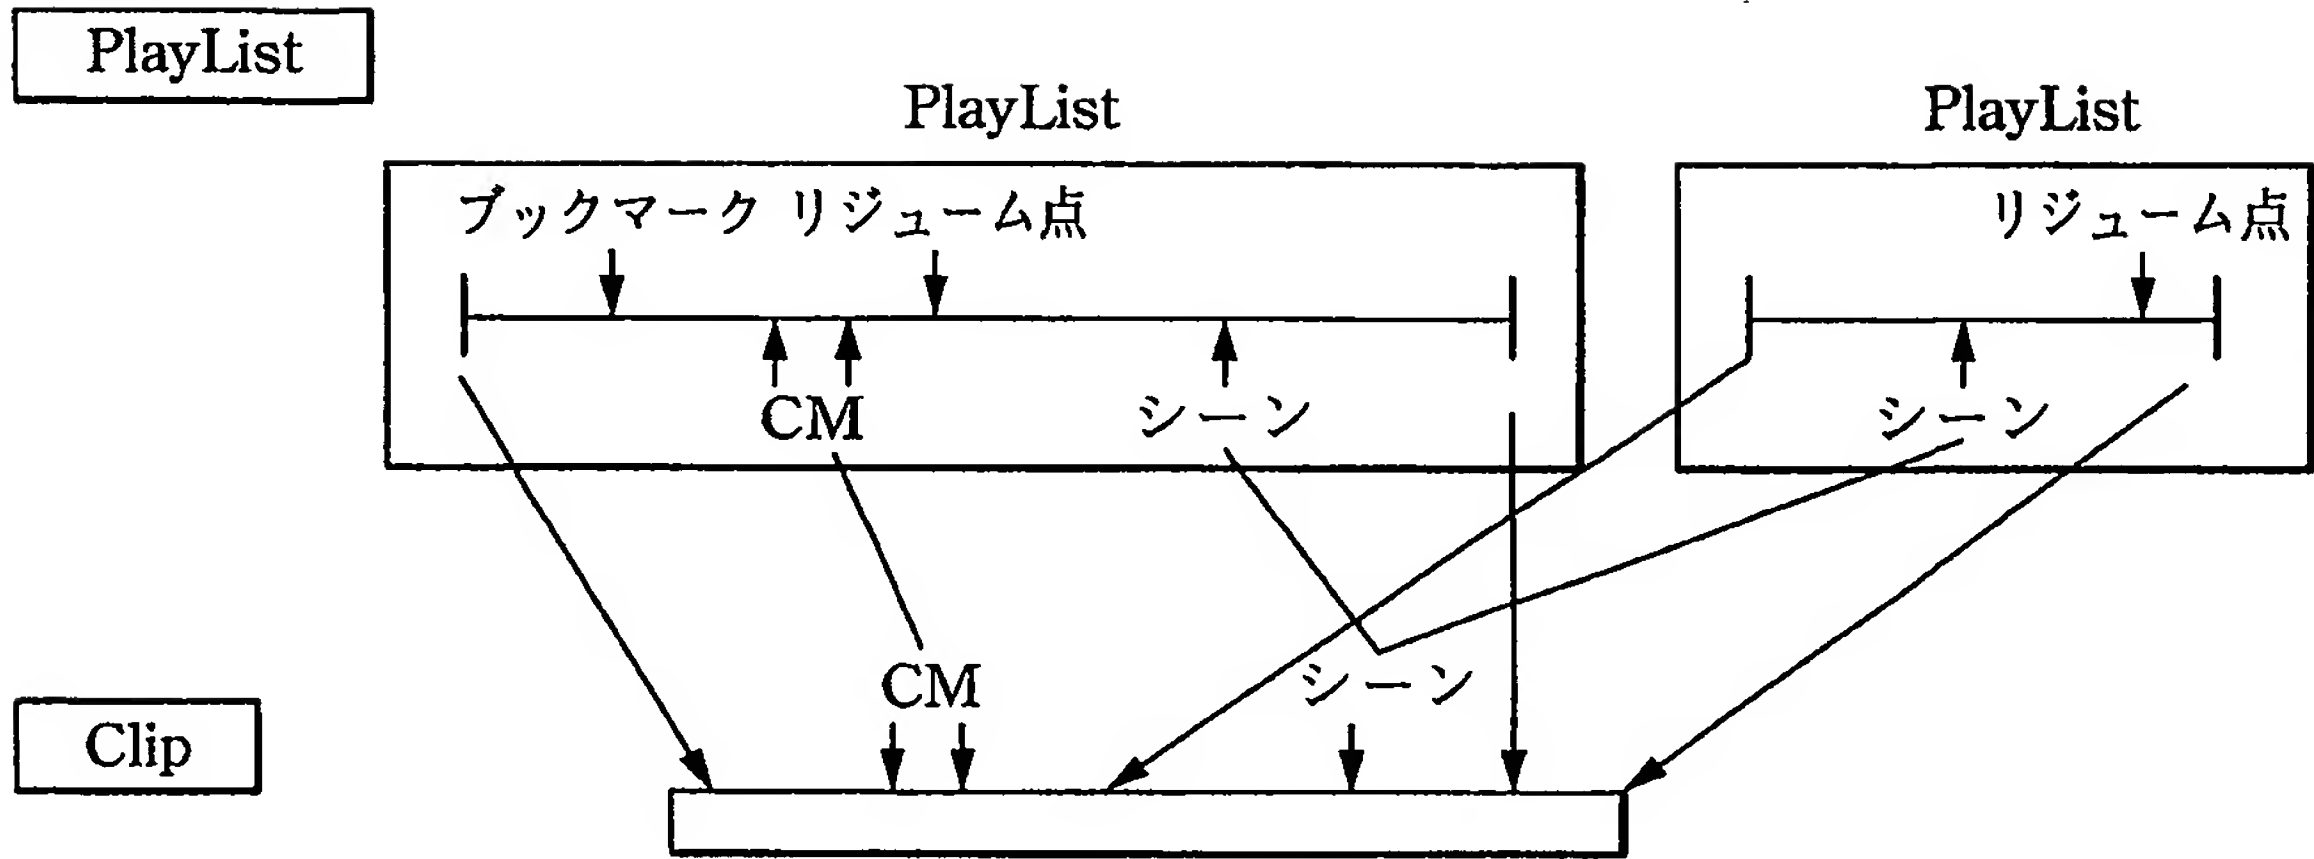 PlayList
PlayList
PlayList
ブックマーク リジューム点
リジューム点
CM
シーン
シーン
CM
シーン
Clip